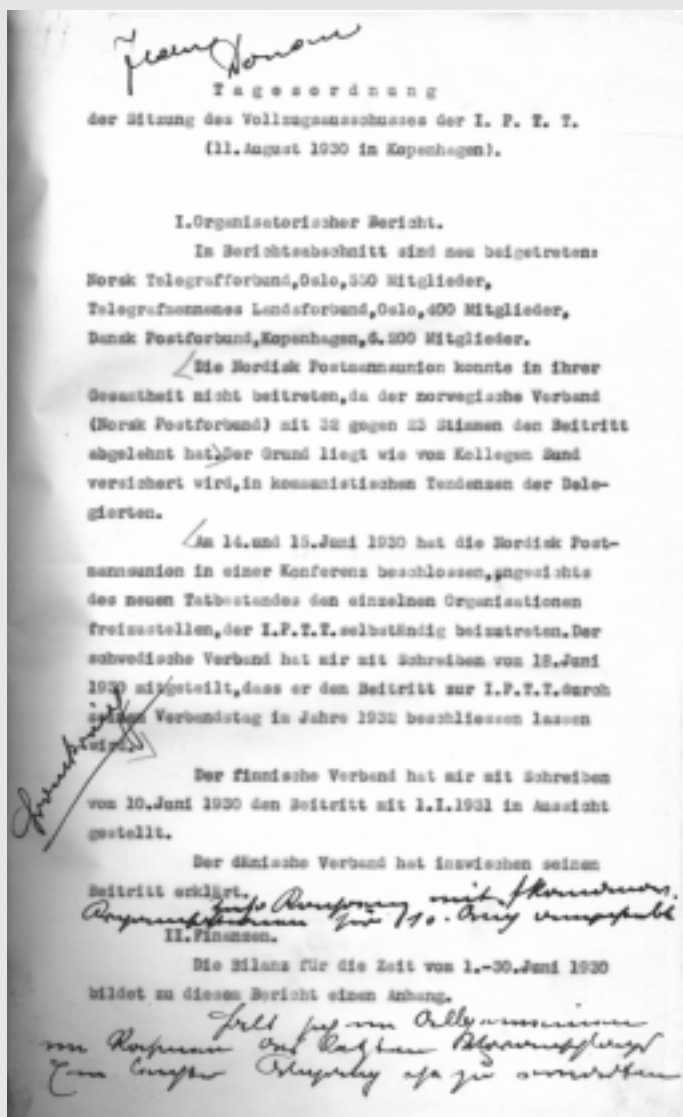 Tagesordnung
der Sitzung des Vollzugsausschusses der I. P. T. T.
(11.August 1930 in Kopenhagen).
I.Organisatorischer Bericht.
Im Berichtsabschnitt sind neu beigetreten:
Norsk Telegrafforbund,Oslo,550 Mitglieder,
Telegrafmennenes Landsforbund,Oslo,400 Mitglieder,
Dansk Postforbund,Kopenhagen,6.200 Mitglieder.
Die Nordisk Postmannsunion konnte in ihrer
Gesamtheit nicht beitreten,da der norwegische Verband
(Norsk Postforbund) mit 32 gegen 23 Stimmen den Beitritt
abgelehnt hat.Der Grund liegt wie von Kollegen Sund
versichert wird,in kommunistischen Tendenzen der Dele-
gierten.
Am 14.und 15.Juni 1930 hat die Nordisk Post-
mannsunion in einer Konferenz beschlossen,angesichts
des neuen Tatbestandes den einzelnen Organisationen
freizustellen,der I.P.T.T.selbständig beizutreten.Der
schwedische Verband hat mir mit Schreiben vom 18.Juni
1930 mitgeteilt,dass er den Beitritt zur I.P.T.T.durch
seinen Verbandstag im Jahre 1932 beschliessen lassen
wird.
Der finnische Verband hat mir mit Schreiben
vom 10.Juni 1930 den Beitritt mit 1.I.1931 in Aussicht
gestellt.
Der dänische Verband hat inzwischen seinen
Beitritt erklärt.
mit
für 10. Aug
II.Finanzen.
Die Bilanz für die Zeit vom 1.-30.Juni 1930
bildet zu diesem Bericht einen Anhang.